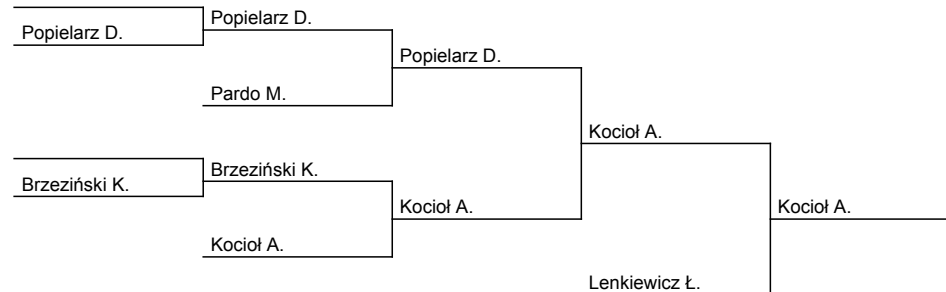 Popielarz D.
Popielarz D.
Popielarz D.
Pardo M.
Kocioł A.
Brzeziński K.
Brzeziński K.
Kocioł A.
Kocioł A.
Kocioł A.
Lenkiewicz Ł.